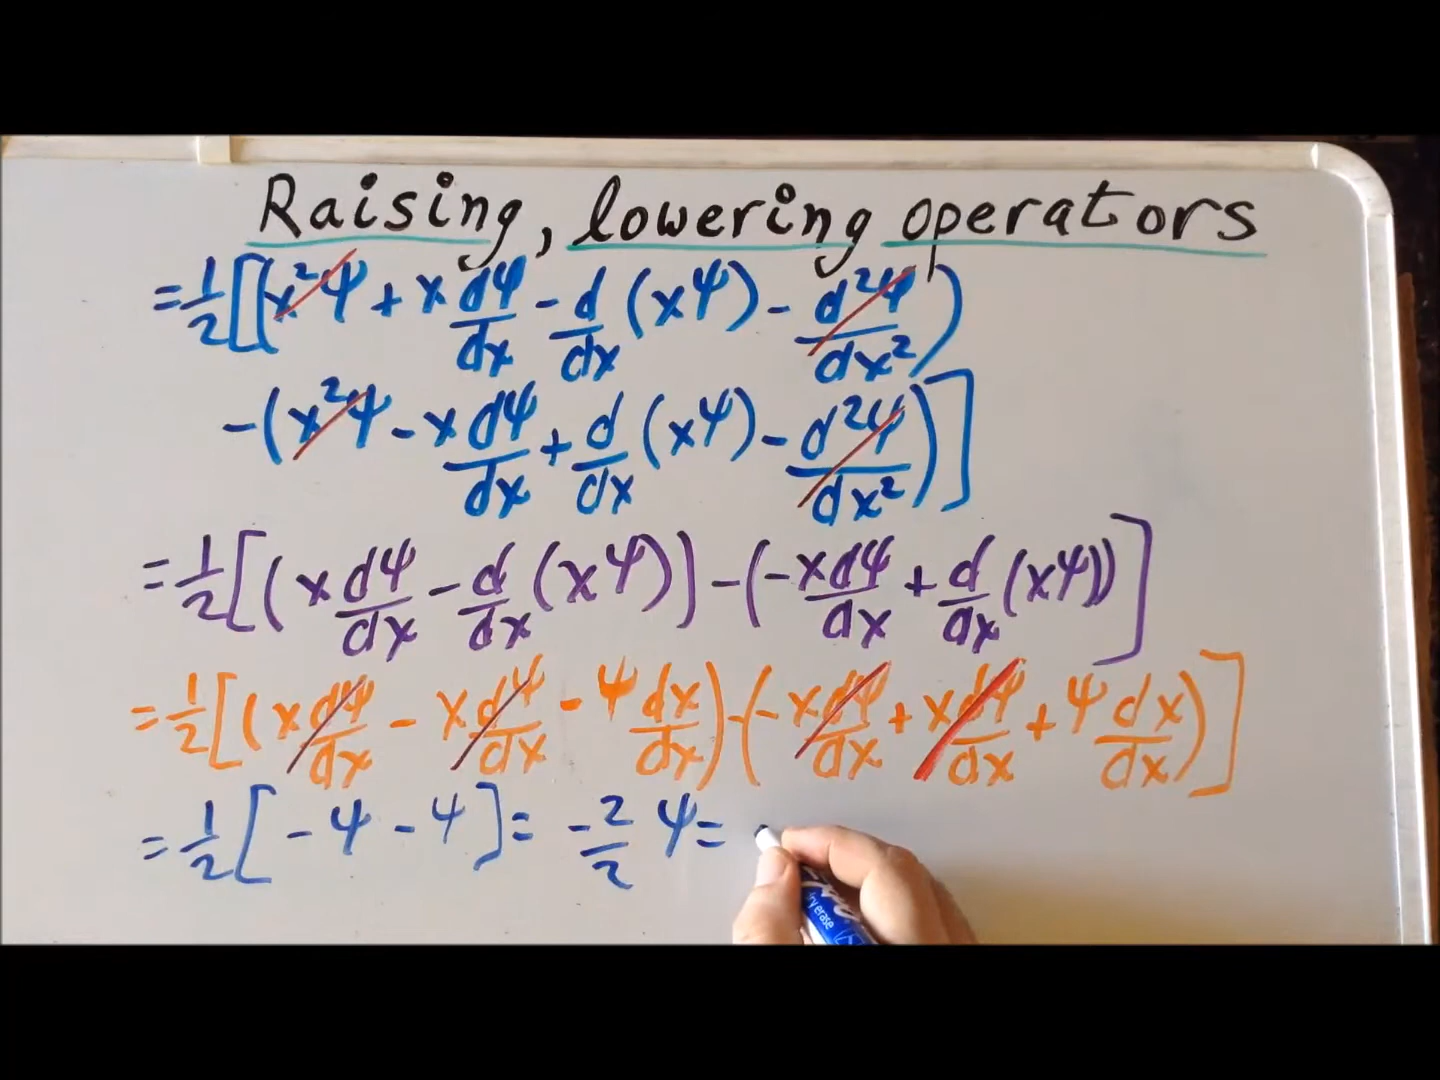 Raising, lowering operators
=1/2[(x²ψ + x dψ/dx - d/dx (xψ) - d²ψ/dx²)
-(x²ψ - x dψ/dx + d/dx (xψ) - d²ψ/dx²)]
=1/2[(x dψ/dx - d/dx (xψ)) - (-x dψ/dx + d/dx (xψ))]
=1/2[(x dψ/dx - x dψ/dx - ψ dx/dx) - (-x dψ/dx + x dψ/dx + ψ dx/dx)]
=1/2[-ψ - ψ] = -2/2 ψ =
dry erase